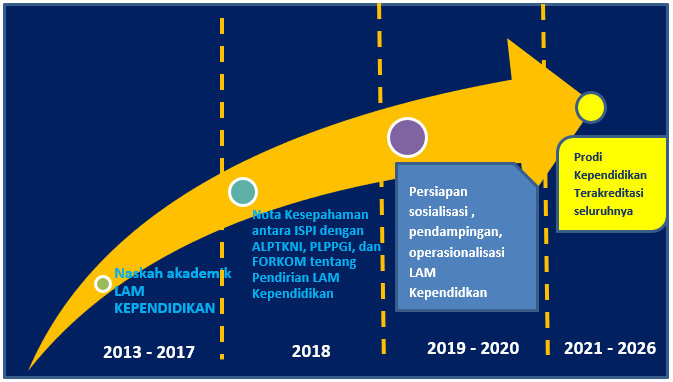 Naskah akademik
LAM
KEPENDIDIKAN
2013 - 2017
Nota Kesepahaman
antara ISPI dengan
ALPTKNI, PLPPGI, dan
FORKOM tentang
Pendirian LAM
Kependidikan
2018
Persiapan
sosialisasi ,
pendampingan,
operasionalisasi
LAM
Kependidkan
2019 - 2020
Prodi
Kependidikan
Terakreditasi
seluruhnya
2021 - 2026